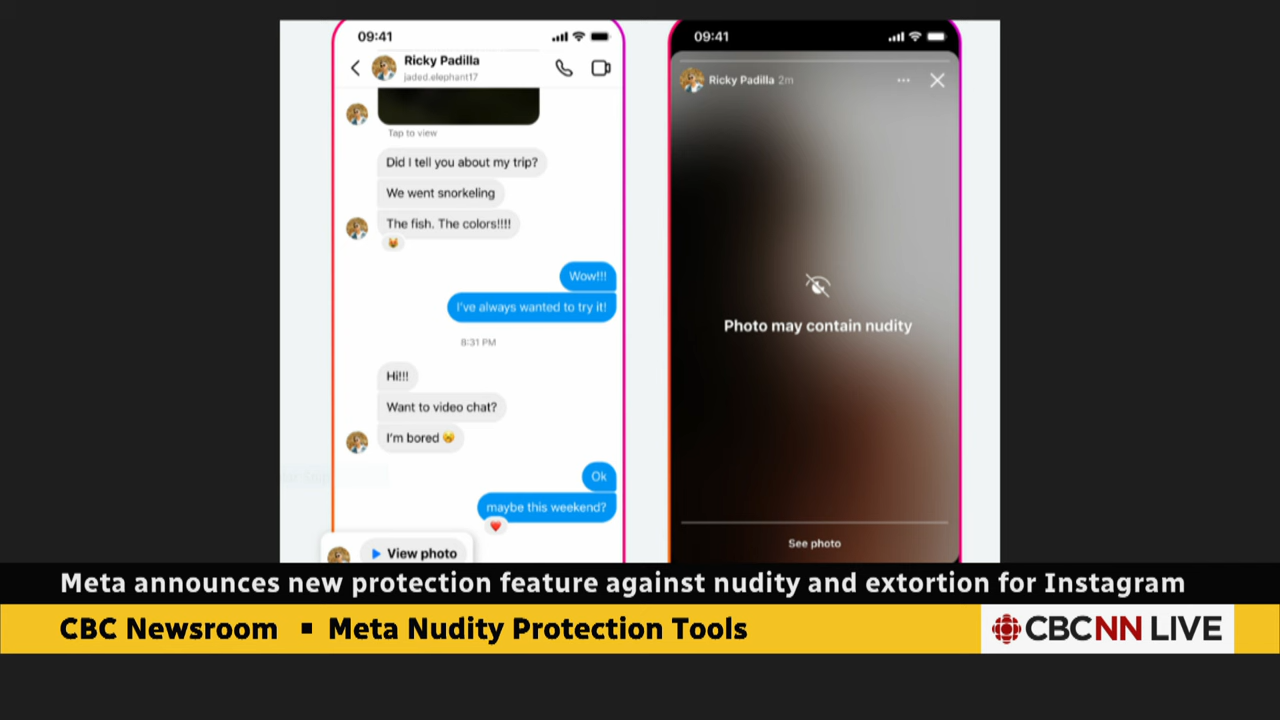 09:41
Ricky Padilla
jaded.elephant17
Tap to view
Did I tell you about my trip?
We went snorkeling
The fish. The colors!!!!
Wow!!!
I've always wanted to try it!
8:31 PM
Hi!!!
Want to video chat?
I'm bored 🥱
Ok
maybe this weekend?
View photo
09:41
Ricky Padilla 2m
Photo may contain nudity
See photo
Meta announces new protection feature against nudity and extortion for Instagram
CBC Newsroom ▪ Meta Nudity Protection Tools
CBCNN LIVE